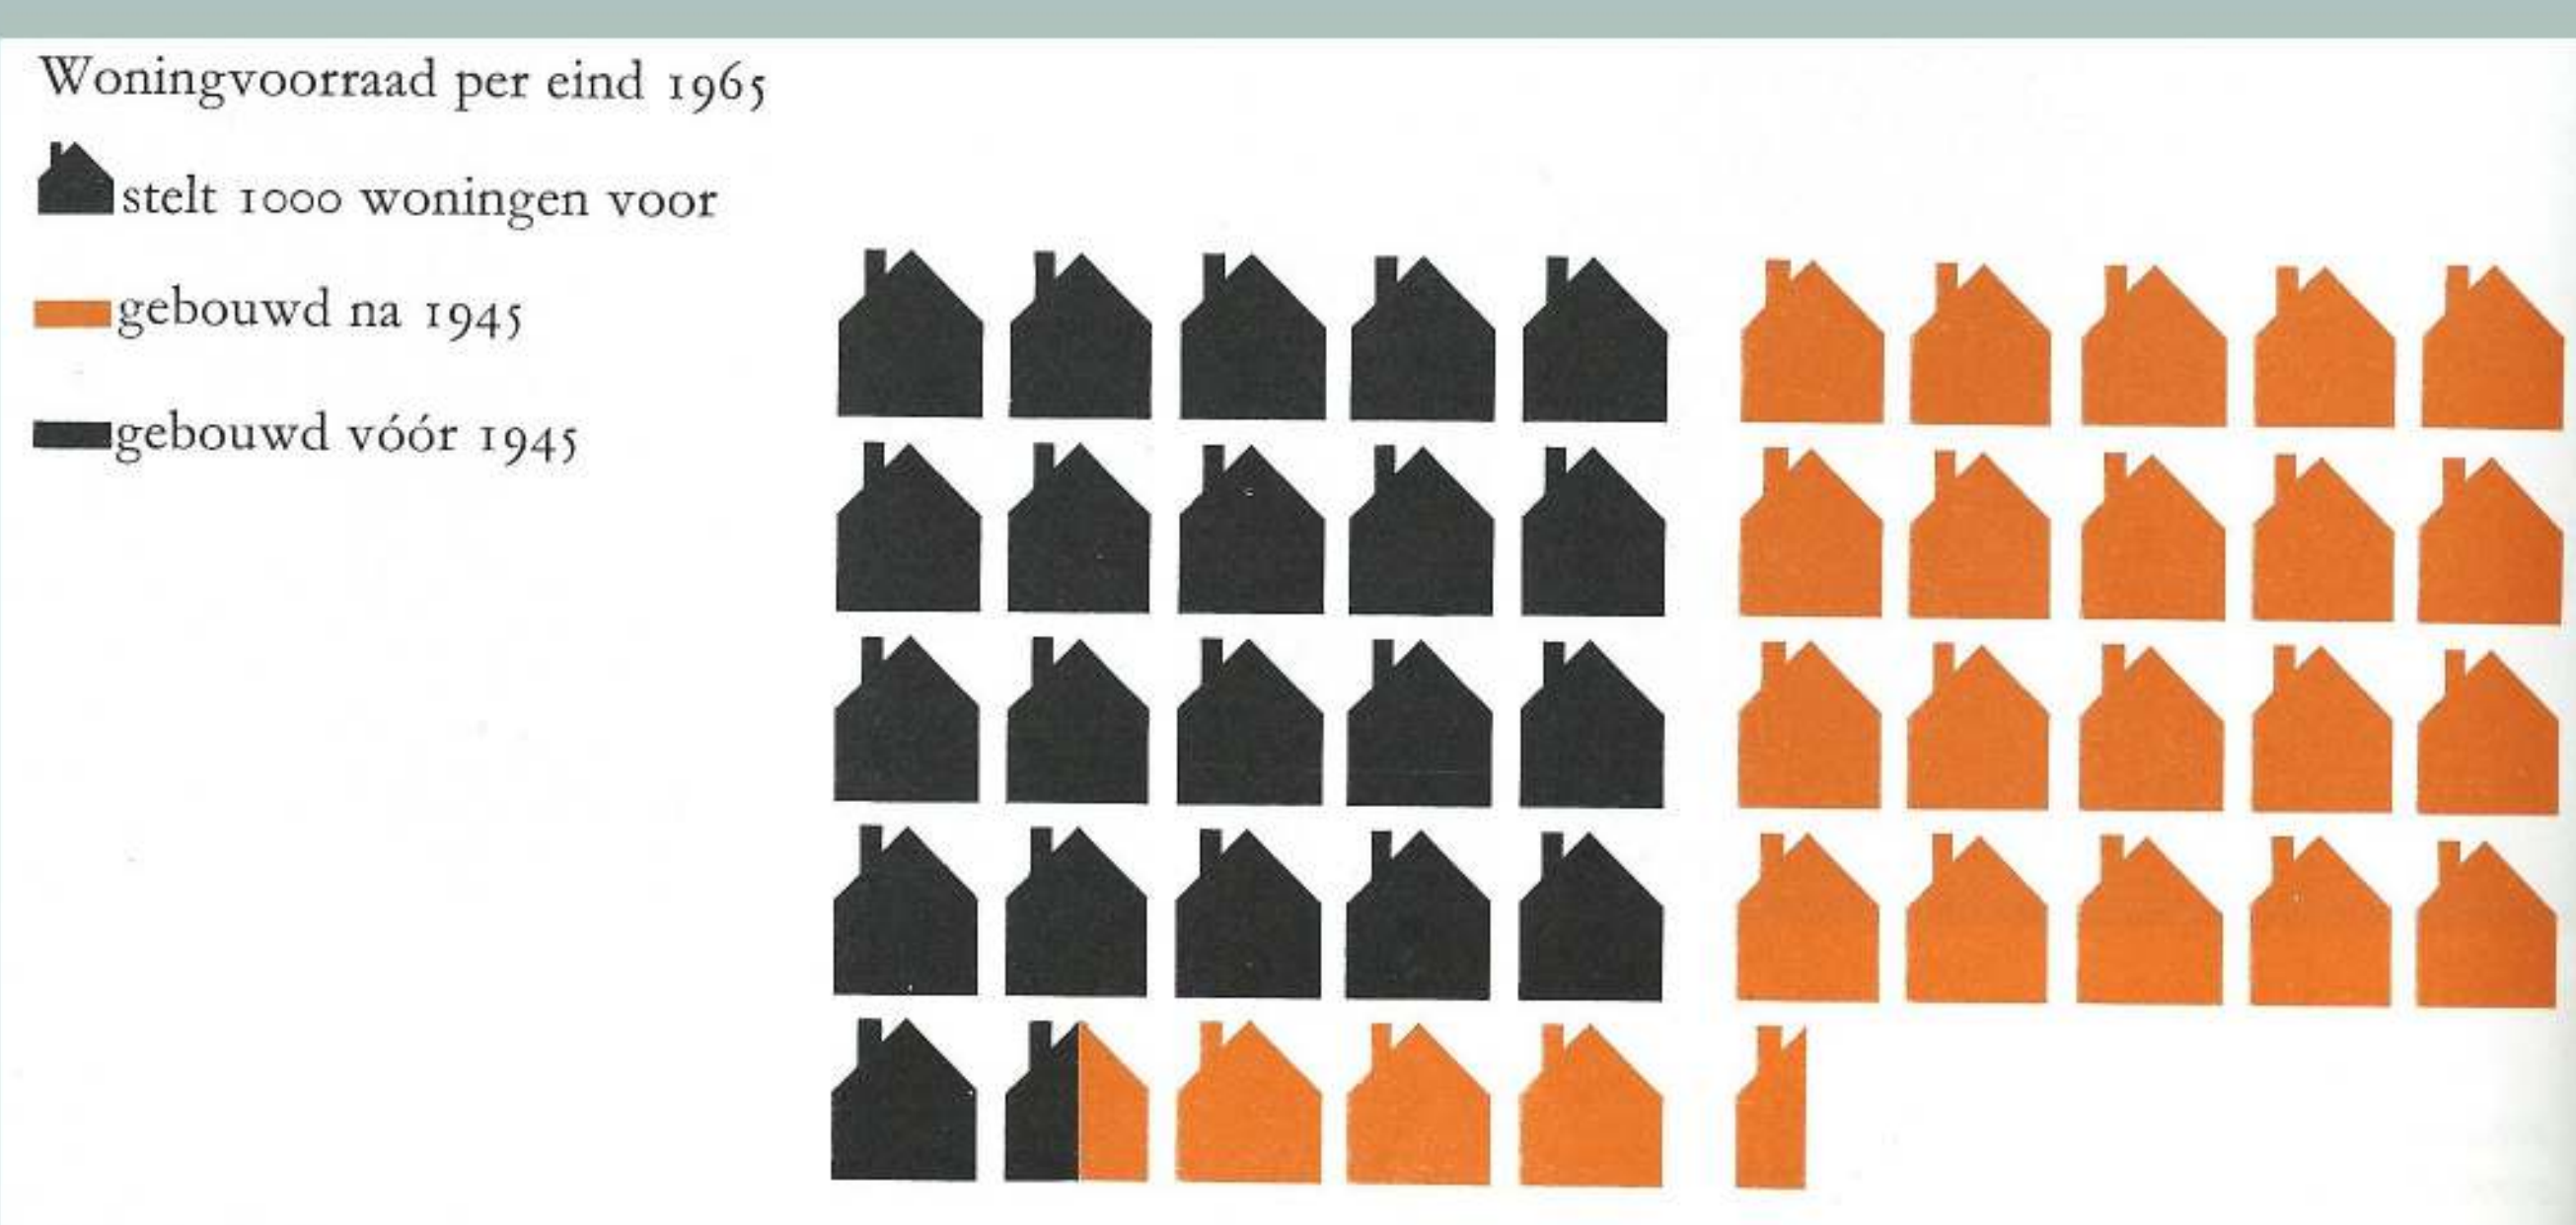 Woningvoorraad per eind 1965
stelt 1000 woningen voor
gebouwd na 1945
gebouwd vóór 1945